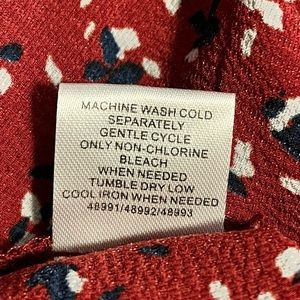 MACHINE WASH COLD
SEPARATELY
GENTLE CYCLE
ONLY NON-CHLORINE
BLEACH
WHEN NEEDED
TUMBLE DRY LOW
COOL IRON WHEN NEEDED
48991/48992/48993